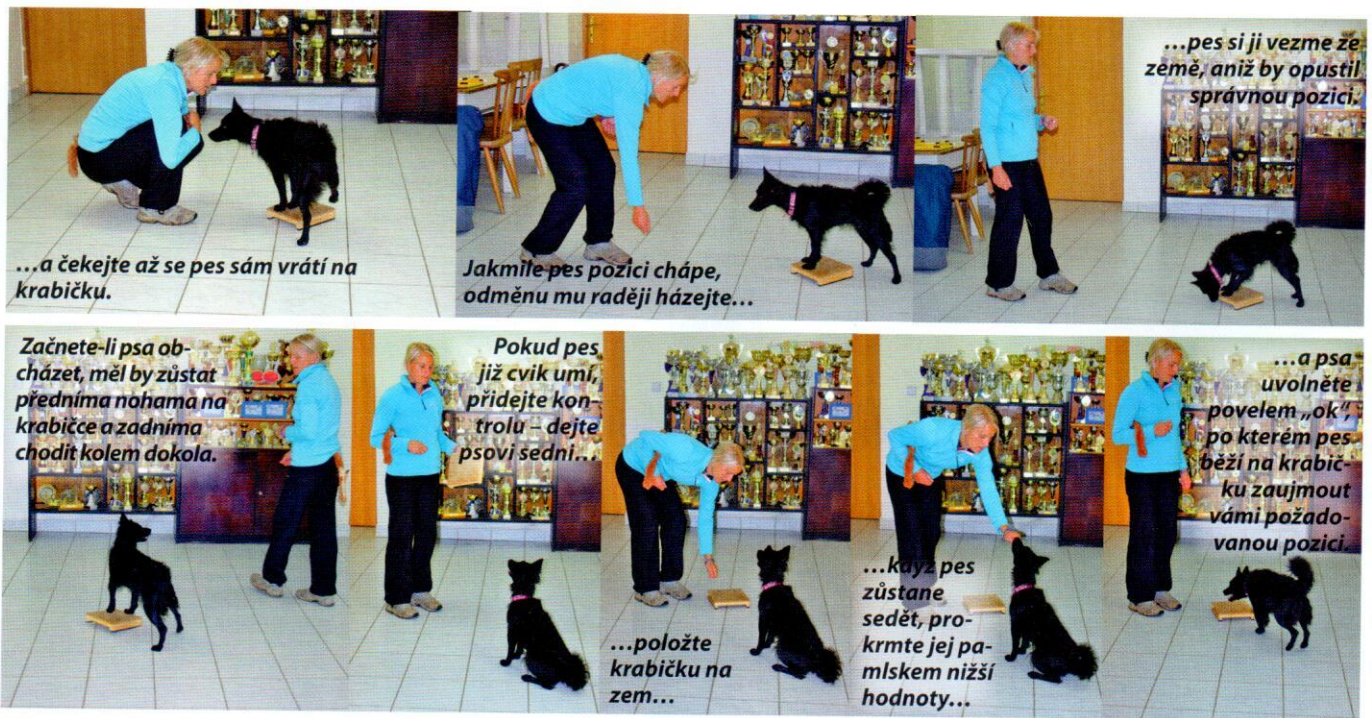 …a čekejte až se pes sám vrátí na
krabičku.
Jakmile pes pozici chápe,
odměnu mu raději házejte…
…pes si ji vezme ze
země, aniž by opustil
správnou pozici.
Začnete-li psa ob-
cházet, měl by zůstat
předníma nohama na
krabičce a zadníma
chodit kolem dokola.
Pokud pes
již cvik umí,
přidejte kon-
trolu – dejte
psovi sedni…
…položte
krabičku na
zem…
…když pes
zůstane
sedět, pro-
krmte jej pa-
mlskem nižší
hodnoty…
…a psa
uvolněte
povelem „ok“,
po kterém pes
běží na krabič-
ku zaujmout
vámi požado-
vanou pozici.